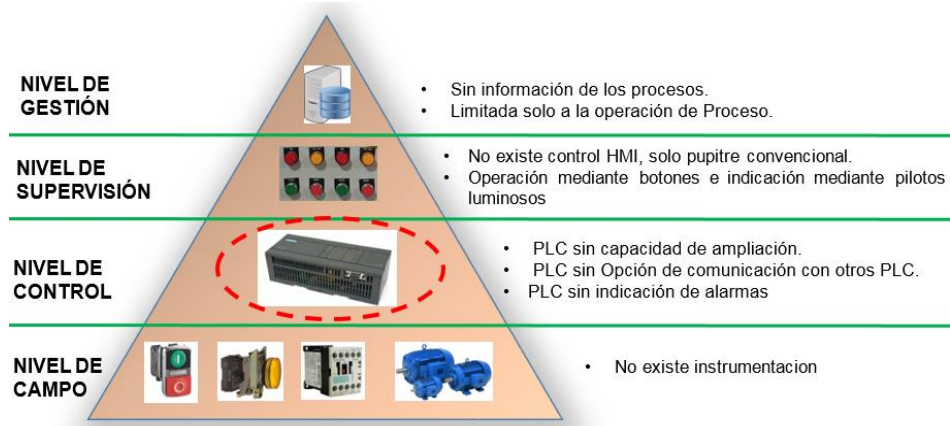 NIVEL DE
GESTIÓN
• Sin información de los procesos.
• Limitada solo a la operación de Proceso.
NIVEL DE
SUPERVISIÓN
• No existe control HMI, solo pupitre convencional.
• Operación mediante botones e indicación mediante pilotos
luminosos
NIVEL DE
CONTROL
• PLC sin capacidad de ampliación.
• PLC sin Opción de comunicación con otros PLC.
• PLC sin indicación de alarmas
NIVEL DE
CAMPO
• No existe instrumentacion